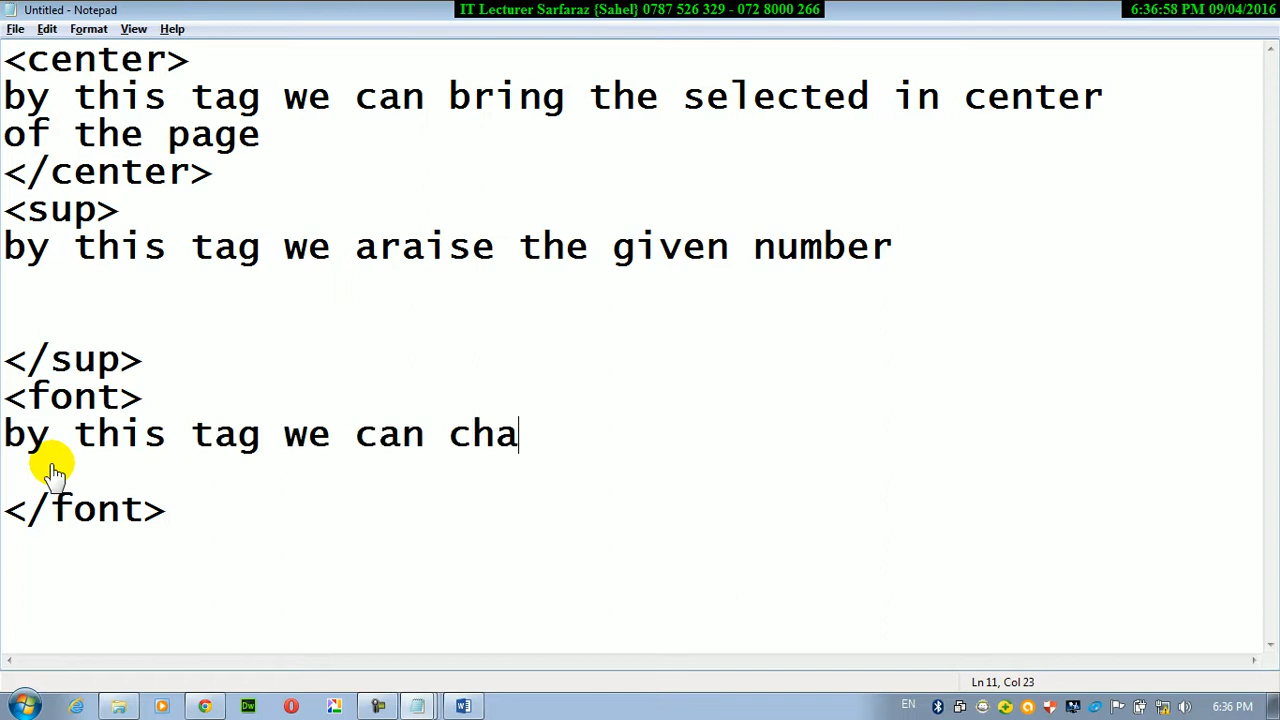 Untitled - Notepad
IT Lecturer Sarfaraz {Sahel} 0787 526 329 - 072 8000 266
6:36:58 PM 09/04/2016
File Edit Format View Help
<center>
by this tag we can bring the selected in center
of the page
</center>
<sup>
by this tag we araise the given number
</sup>
<font>
by this tag we can cha
</font>
Ln 11, Col 23
Dw
EN
6:36 PM